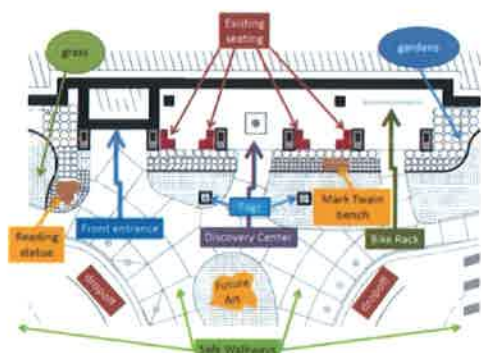 Existing
seating
grass
gardens
Front entrance
Discovery Center
Mark Twain
bench
Bike Rack
Reading
statue
dropoff
Future
Art
dropoff
Safe Walkways